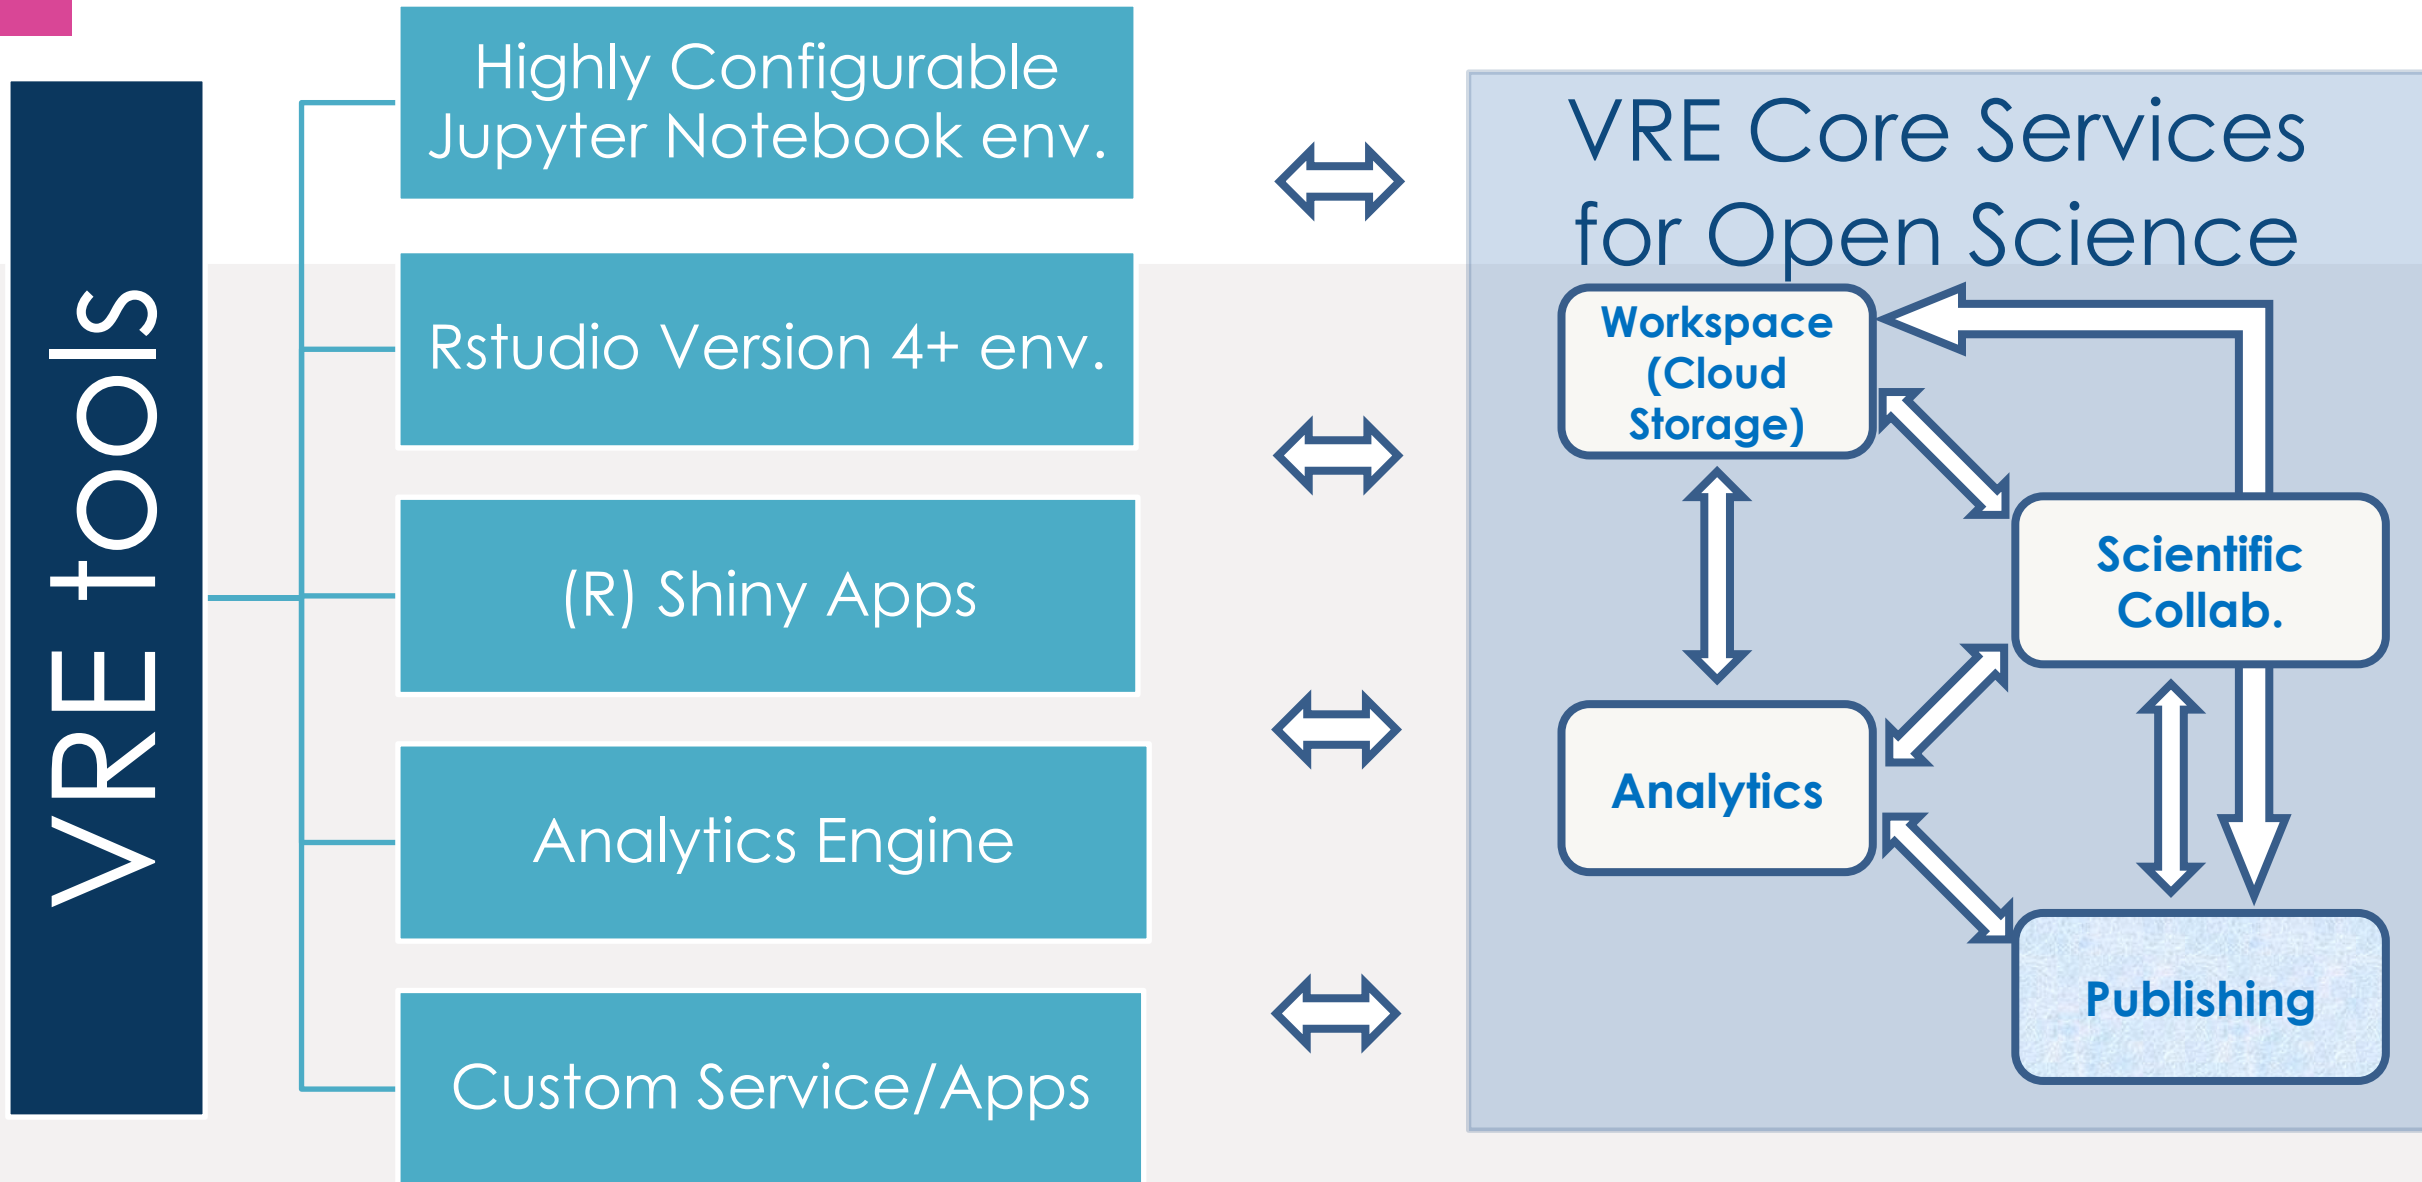 VRE tools
Highly Configurable
Jupyter Notebook env.
Rstudio Version 4+ env.
(R) Shiny Apps
Analytics Engine
Custom Service/Apps
VRE Core Services
for Open Science
Workspace
(Cloud
Storage)
Scientific
Collab.
Analytics
Publishing